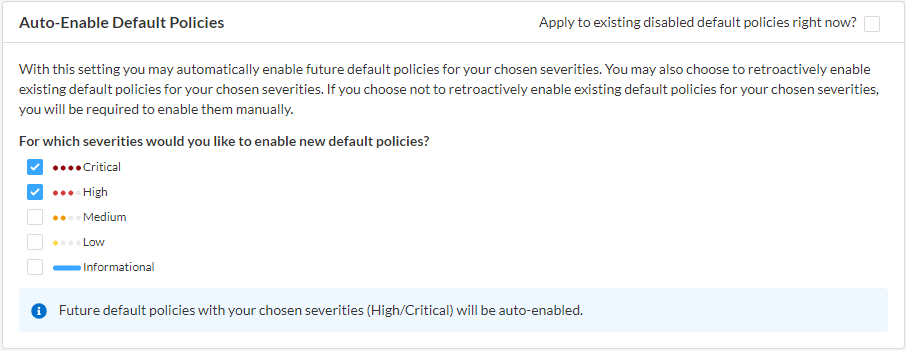 Auto-Enable Default Policies
Apply to existing disabled default policies right now?
With this setting you may automatically enable future default policies for your chosen severities. You may also choose to retroactively enable
existing default policies for your chosen severities. If you choose not to retroactively enable existing default policies for your chosen severities,
you will be required to enable them manually.
For which severities would you like to enable new default policies?
Critical
High
Medium
Low
Informational
Future default policies with your chosen severities (High/Critical) will be auto-enabled.